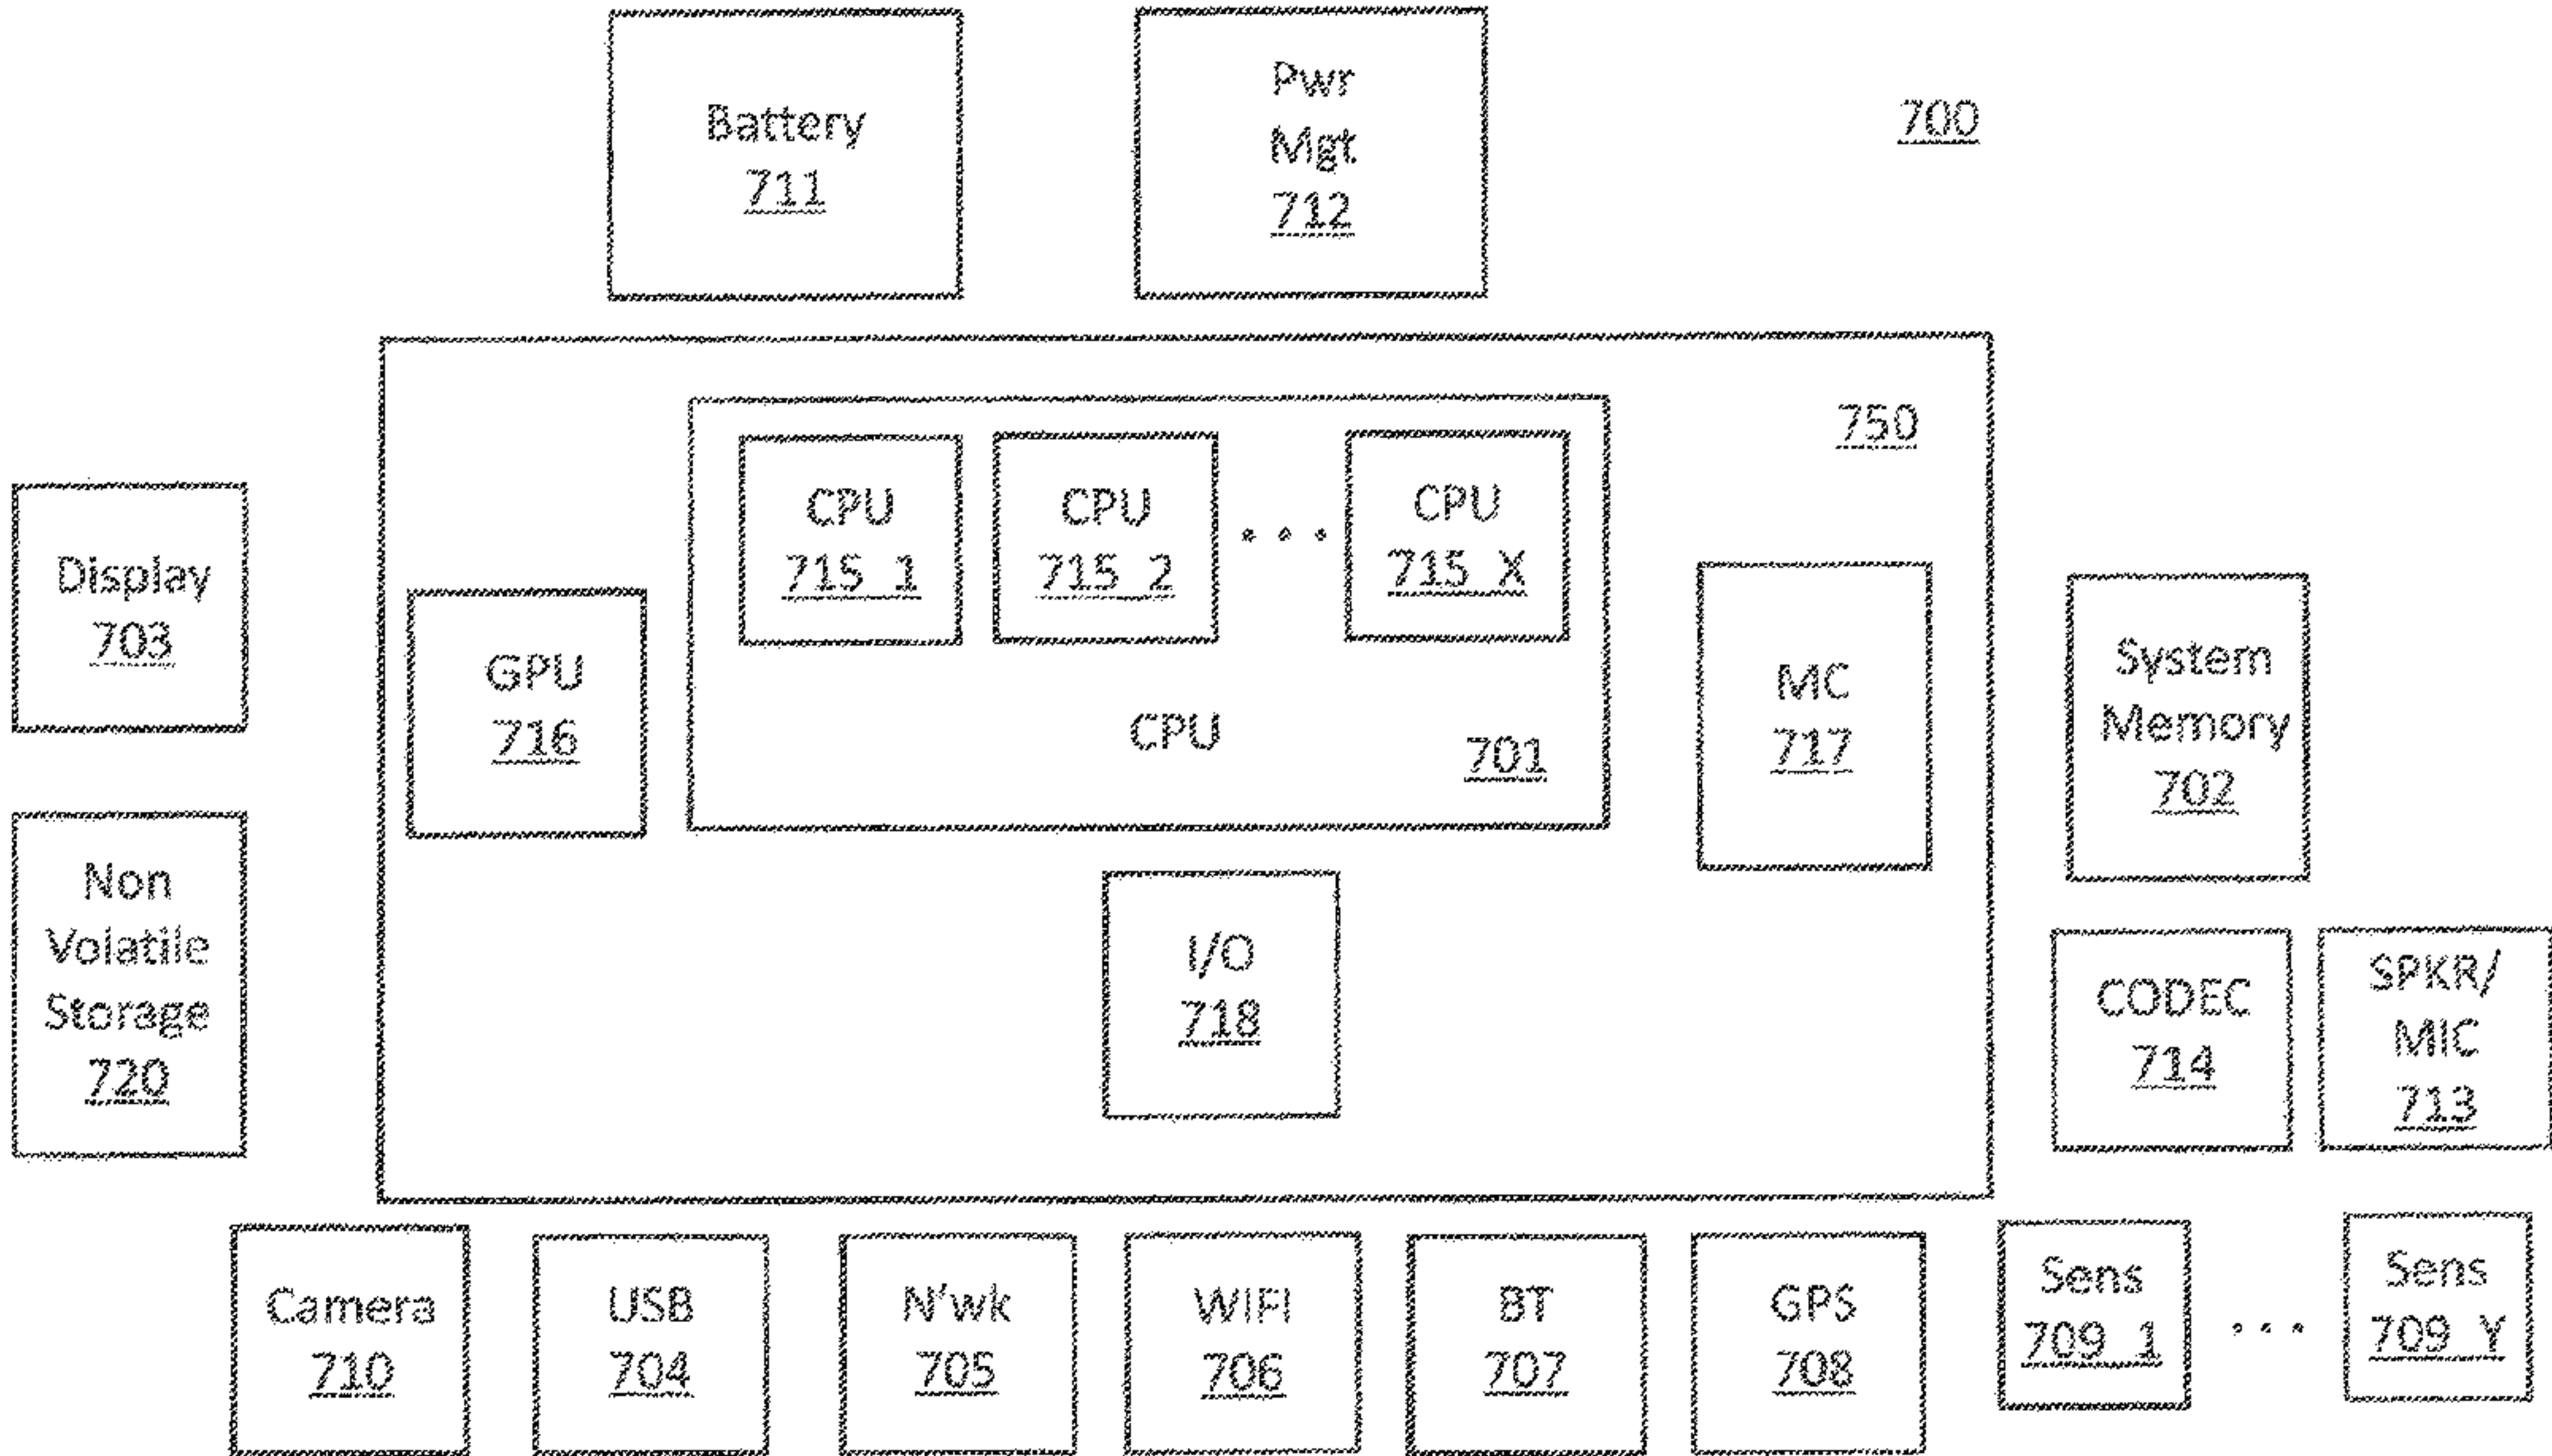 Battery
711
Pwr
Mgt
712
700
750
CPU
715_1
CPU
715_2
...
CPU
715_X
CPU
701
Display
703
GPU
716
MC
717
System
Memory
702
Non
Volatile
Storage
720
I/O
718
CODEC
714
SPKR/
MIC
713
Camera
710
USB
704
N'wk
705
WIFI
706
BT
707
GPS
708
Sens
709_1
...
Sens
709_Y